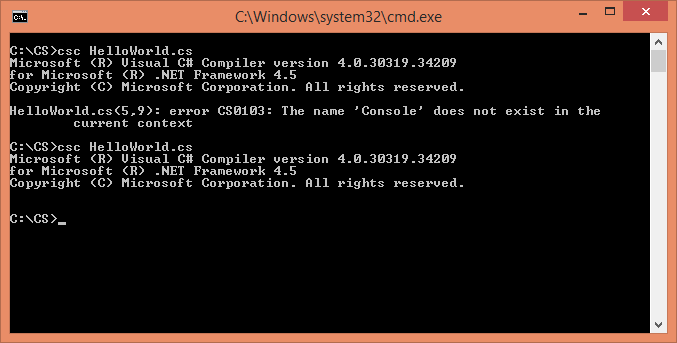 C:\Windows\system32\cmd.exe
C:\CS>csc HelloWorld.cs
Microsoft (R) Visual C# Compiler version 4.0.30319.34209
for Microsoft (R) .NET Framework 4.5
Copyright (C) Microsoft Corporation. All rights reserved.
HelloWorld.cs(5,9): error CS0103: The name 'Console' does not exist in the
current context
C:\CS>csc HelloWorld.cs
Microsoft (R) Visual C# Compiler version 4.0.30319.34209
for Microsoft (R) .NET Framework 4.5
Copyright (C) Microsoft Corporation. All rights reserved.
C:\CS>_